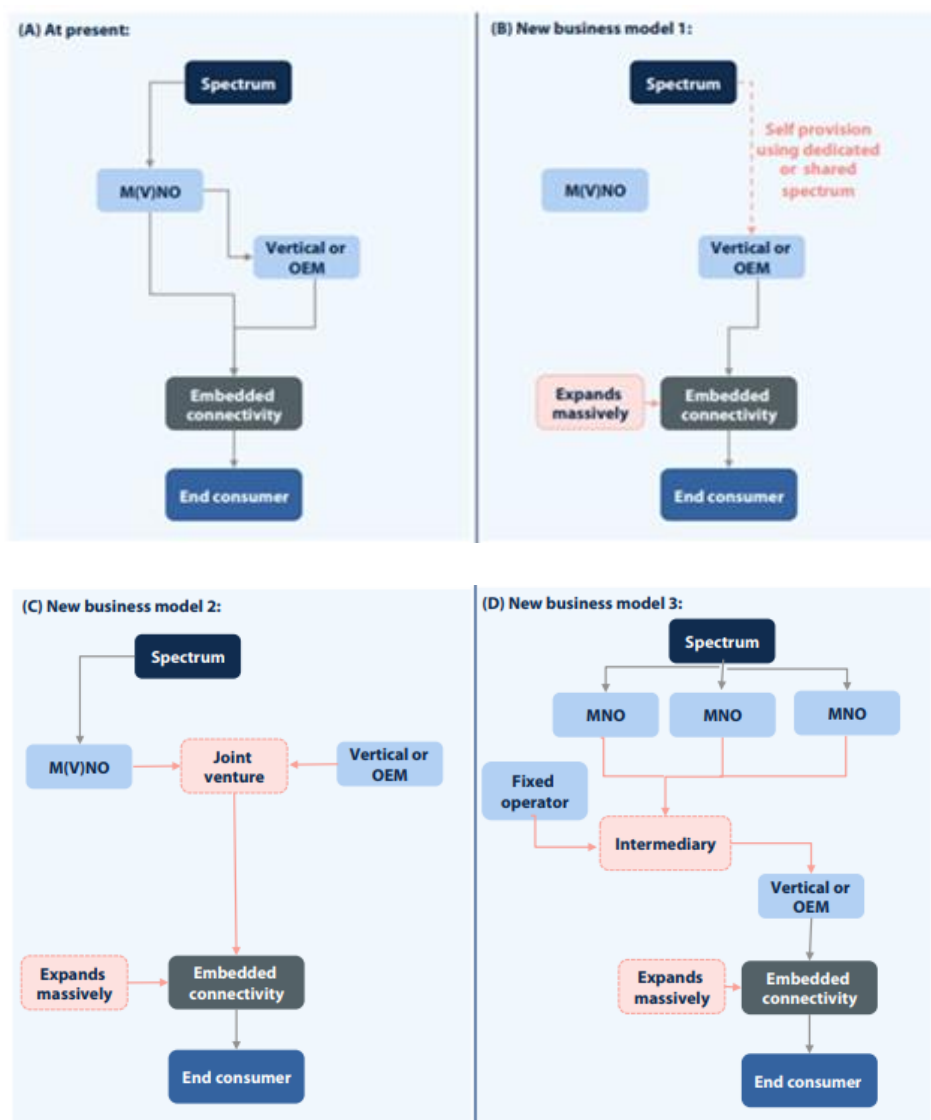 (A) At present:
Spectrum
M(V)NO
Vertical or
OEM
Embedded
connectivity
End consumer
(B) New business model 1:
Spectrum
Self provision
using dedicated
or shared
spectrum
M(V)NO
Vertical or
OEM
Expands
massively
Embedded
connectivity
End consumer
(C) New business model 2:
Spectrum
M(V)NO
Joint
venture
Vertical or
OEM
Expands
massively
Embedded
connectivity
End consumer
(D) New business model 3:
Spectrum
MNO
MNO
MNO
Fixed
operator
Intermediary
Vertical or
OEM
Expands
massively
Embedded
connectivity
End consumer